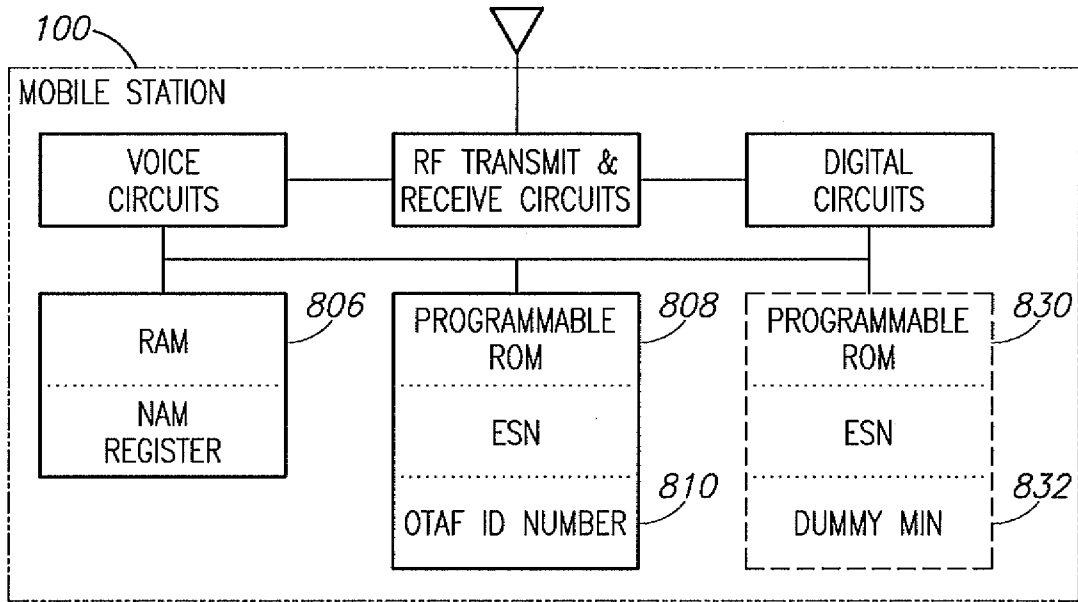 100
MOBILE STATION
VOICE
CIRCUITS
RF TRANSMIT &
RECEIVE CIRCUITS
DIGITAL
CIRCUITS
806
RAM
NAM
REGISTER
808
PROGRAMMABLE
ROM
ESN
810
OTAF ID NUMBER
830
PROGRAMMABLE
ROM
ESN
832
DUMMY MIN